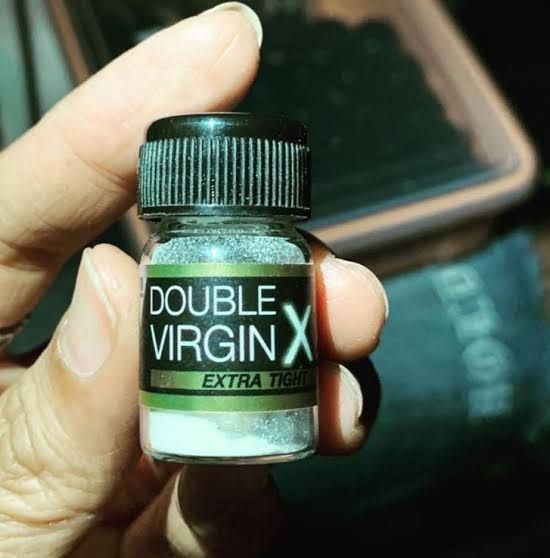 DOUBLE
VIRGIN X
EXTRA TIGHT